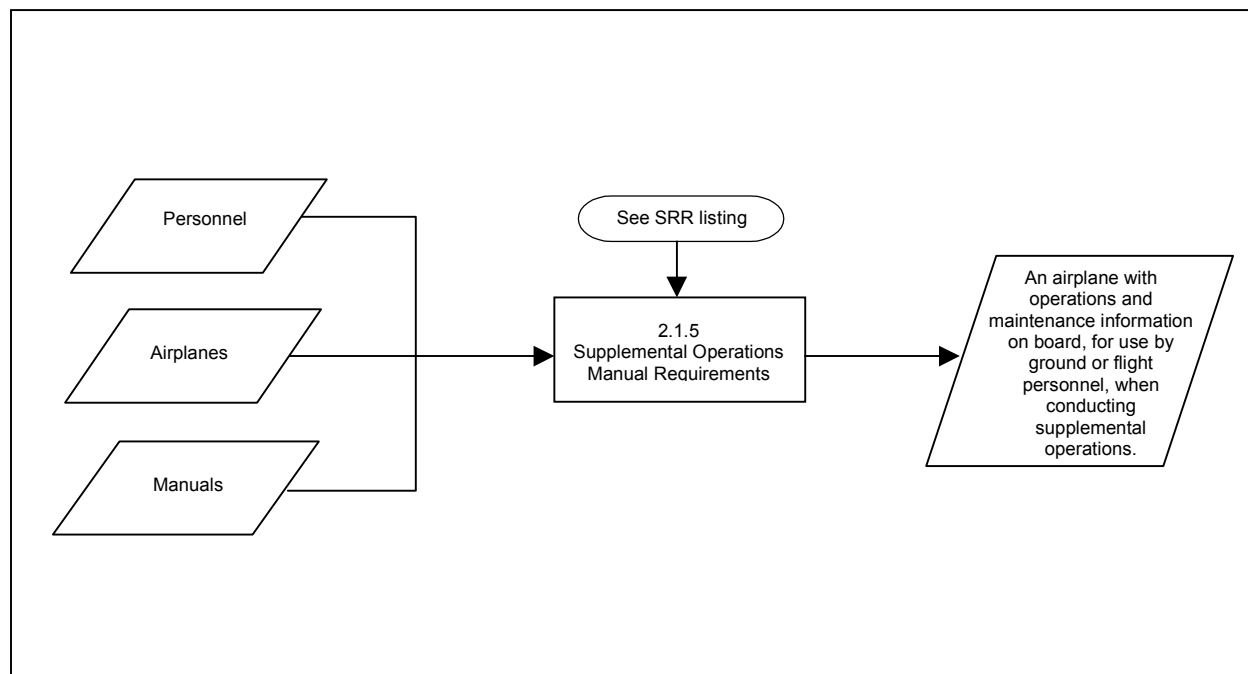 Personnel
Airplanes
Manuals
See SRR listing
2.1.5
Supplemental Operations
Manual Requirements
An airplane with
operations and
maintenance information
on board, for use by
ground or flight
personnel, when
conducting
supplemental
operations.